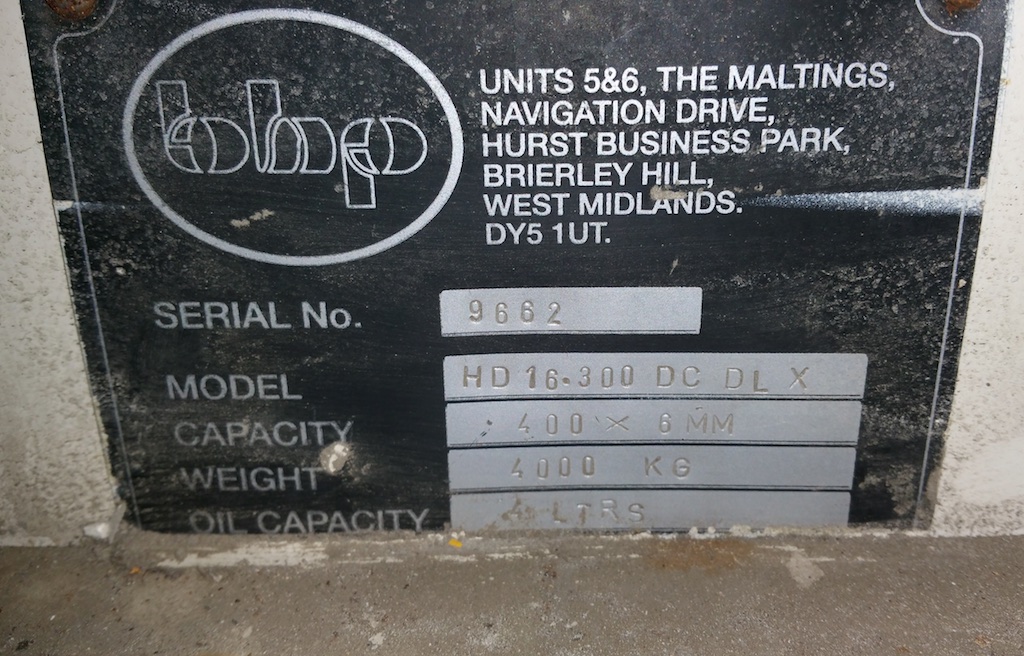 bhp
UNITS 5&6, THE MALTINGS,
NAVIGATION DRIVE,
HURST BUSINESS PARK,
BRIERLEY HILL,
WEST MIDLANDS.
DY5 1UT.
SERIAL No. 9662
MODEL HD 16·300 DC DL X
CAPACITY 400 × 6 MM
WEIGHT 4000 KG
OIL CAPACITY LTRS